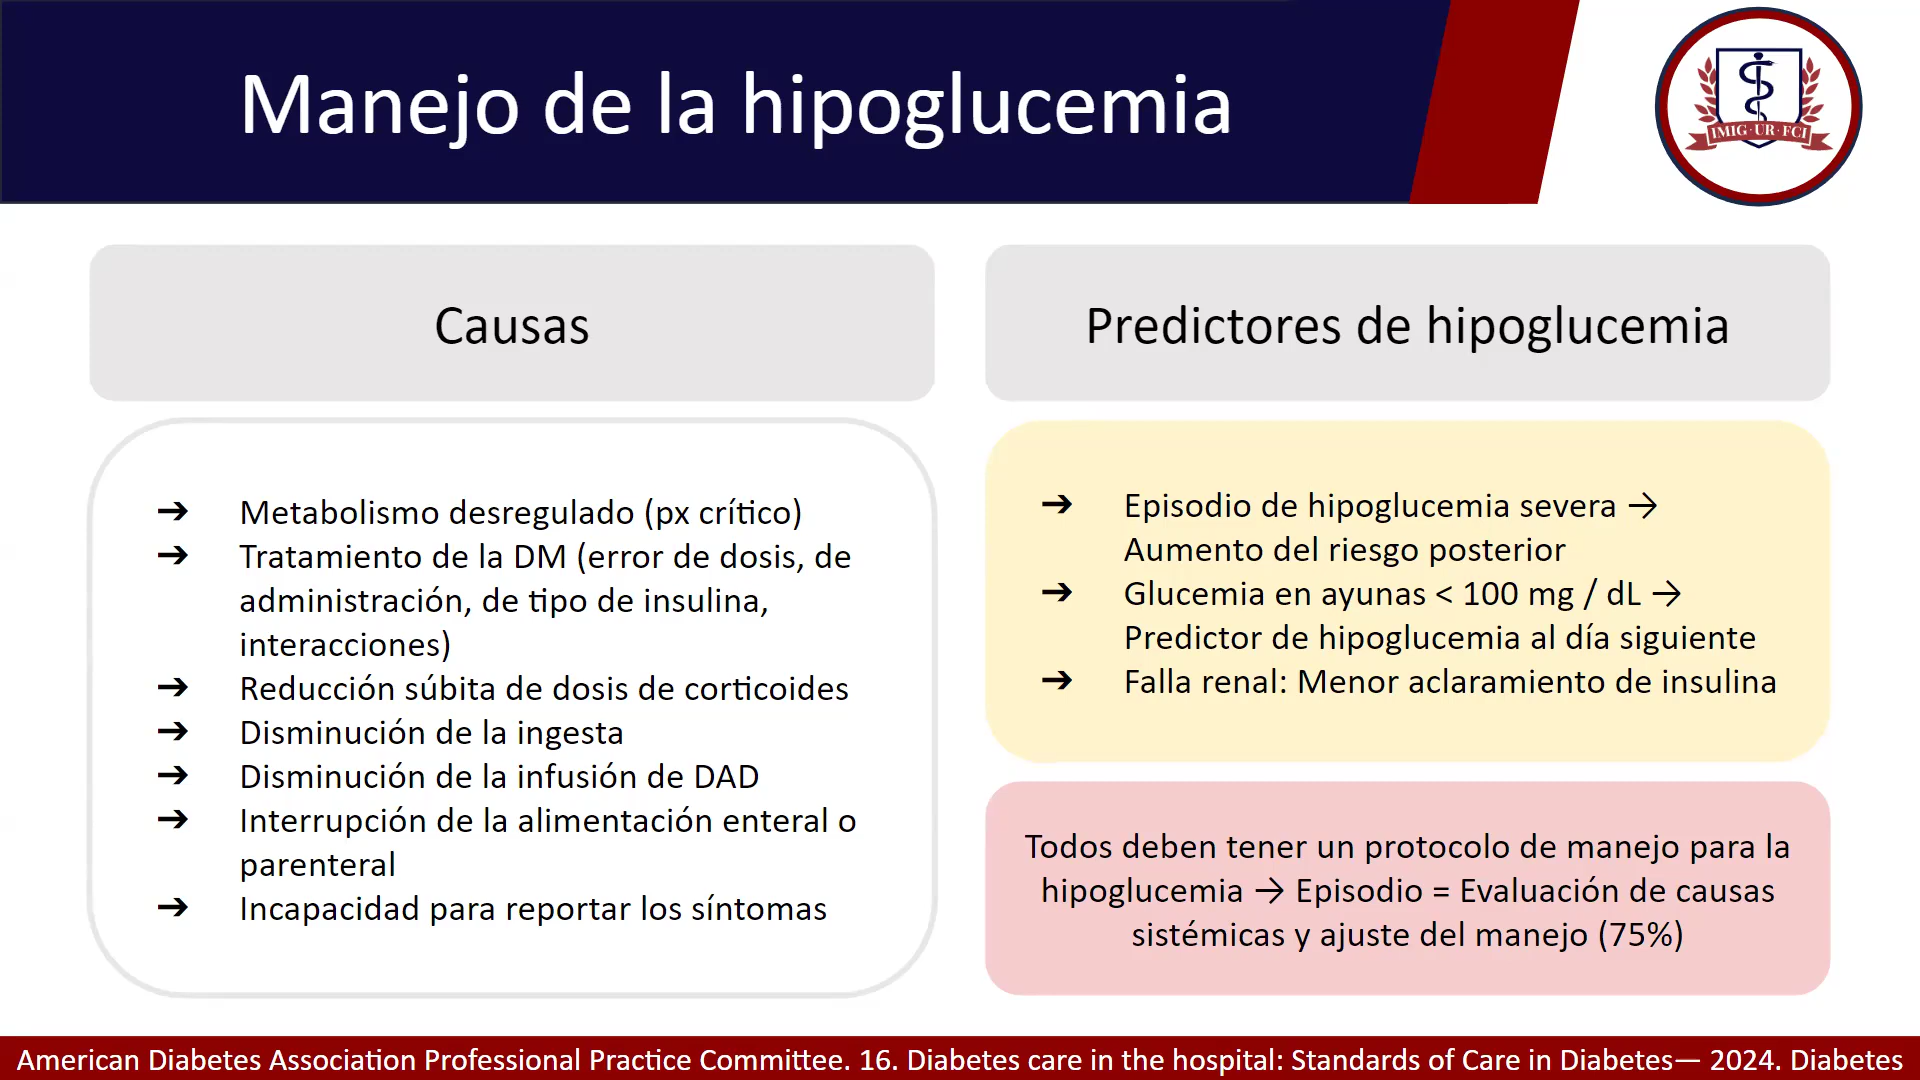 Manejo de la hipoglucemia
IMIG·UR·FCI
Causas
➔ Metabolismo desregulado (px crítico)
➔ Tratamiento de la DM (error de dosis, de
administración, de tipo de insulina,
interacciones)
➔ Reducción súbita de dosis de corticoides
➔ Disminución de la ingesta
➔ Disminución de la infusión de DAD
➔ Interrupción de la alimentación enteral o
parenteral
➔ Incapacidad para reportar los síntomas
Predictores de hipoglucemia
➔ Episodio de hipoglucemia severa →
Aumento del riesgo posterior
➔ Glucemia en ayunas < 100 mg / dL →
Predictor de hipoglucemia al día siguiente
➔ Falla renal: Menor aclaramiento de insulina
Todos deben tener un protocolo de manejo para la
hipoglucemia → Episodio = Evaluación de causas
sistémicas y ajuste del manejo (75%)
American Diabetes Association Professional Practice Committee. 16. Diabetes care in the hospital: Standards of Care in Diabetes— 2024. Diabetes